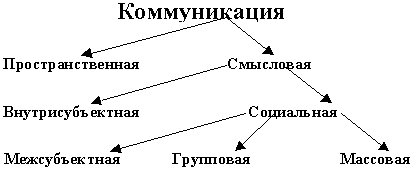 Коммуникация
Пространственная Смысловая
Внутрисубъектная Социальная
Межсубъектная Групповая Массовая